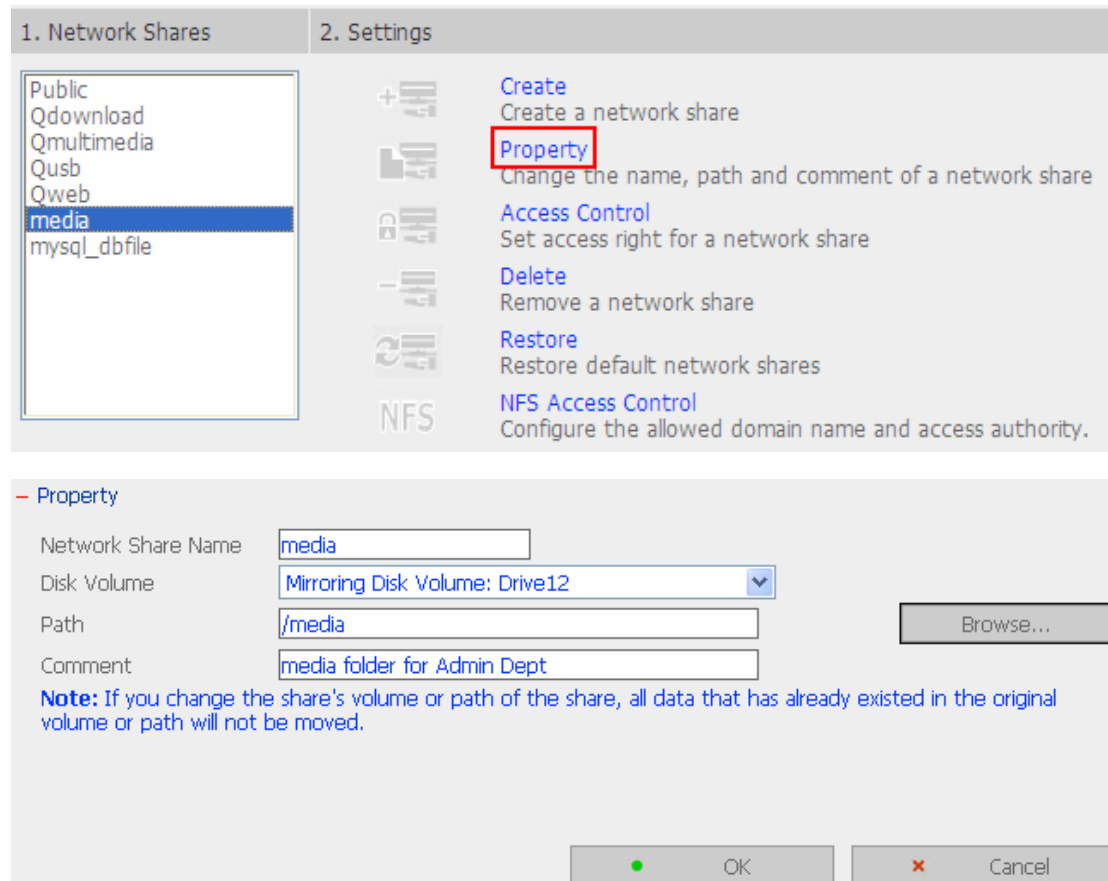 1. Network Shares
2. Settings
Public
Qdownload
Qmultimedia
Qusb
Qweb
media
mysql_dbfile
Create
Create a network share
Property
Change the name, path and comment of a network share
Access Control
Set access right for a network share
Delete
Remove a network share
Restore
Restore default network shares
NFS
NFS Access Control
Configure the allowed domain name and access authority.
– Property
Network Share Name media
Disk Volume Mirroring Disk Volume: Drive12
Path /media Browse...
Comment media folder for Admin Dept
Note: If you change the share's volume or path of the share, all data that has already existed in the original
volume or path will not be moved.
OK Cancel